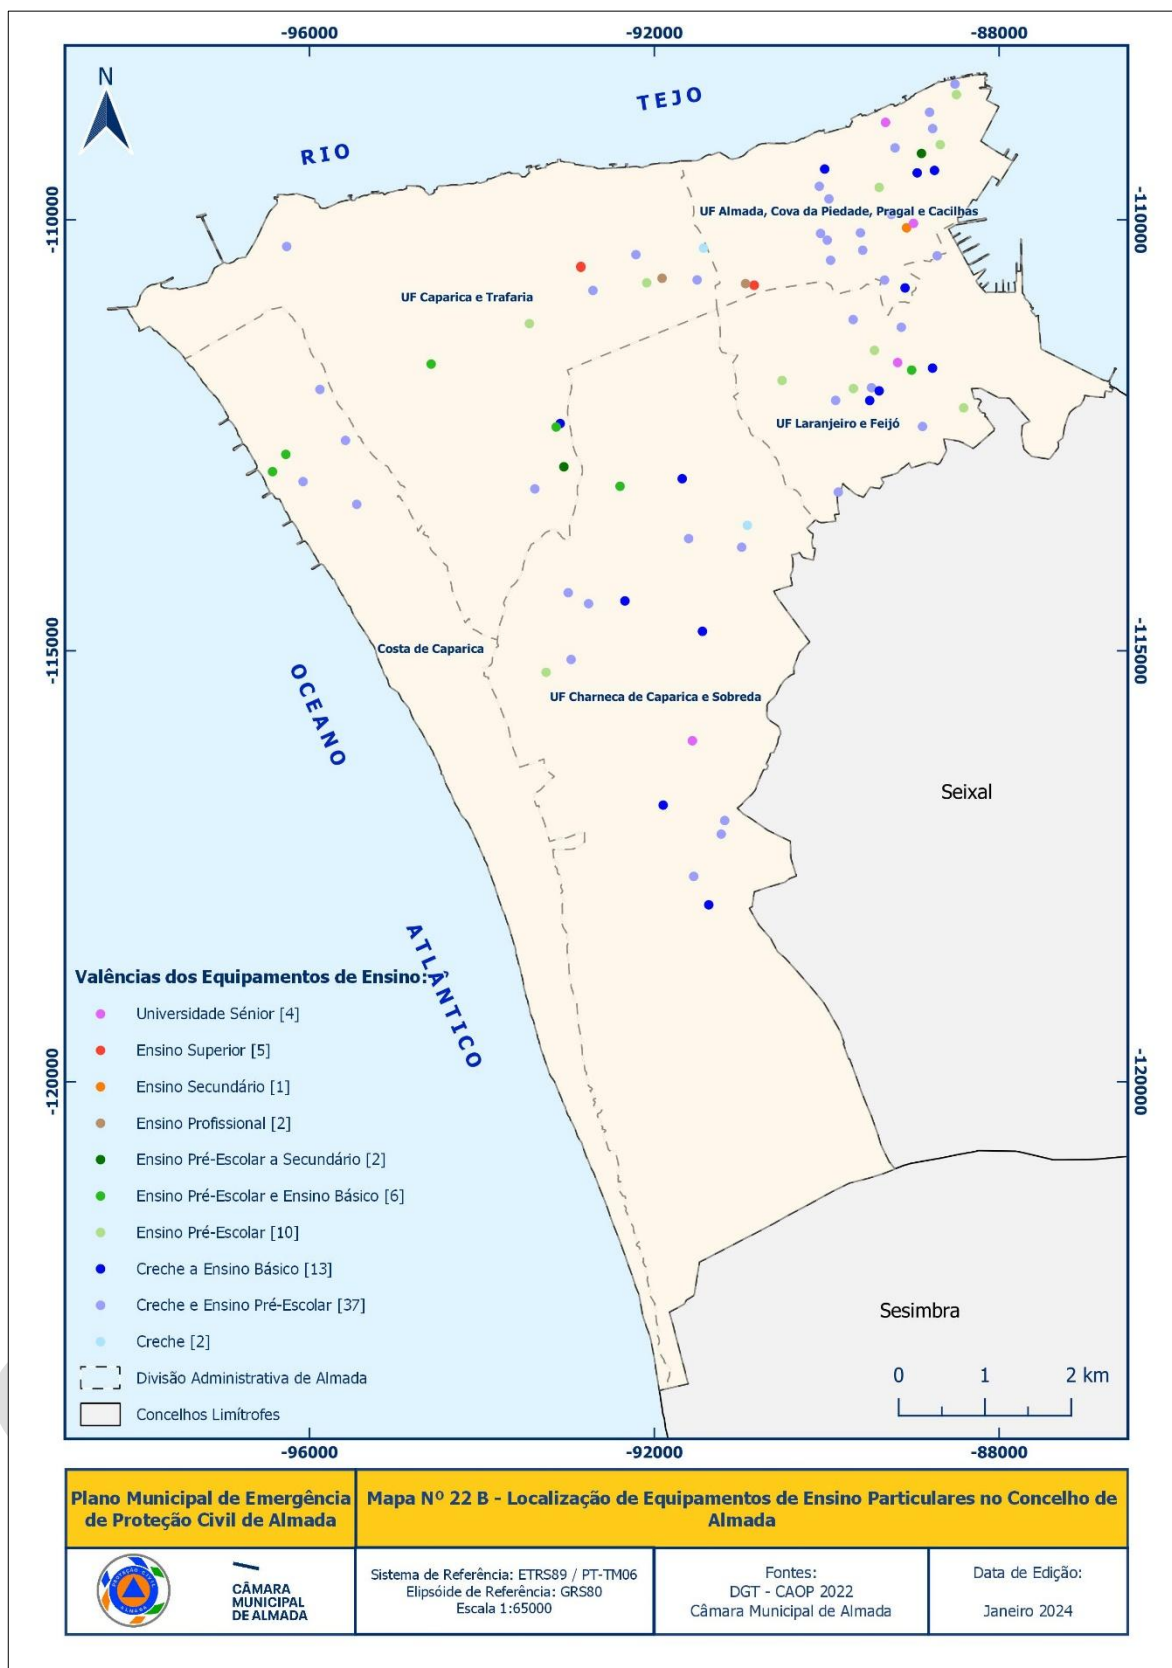 -96000
-92000
-88000
N
RIO
TEJO
-110000
-110000
UF Almada, Cova da Piedade, Pragal e Cacilhas
UF Caparica e Trafaria
UF Laranjeiro e Feijó
-115000
-115000
Costa de Caparica
OCEANO
UF Charneca de Caparica e Sobreda
Seixal
ATLÂNTICO
Valências dos Equipamentos de Ensino:
Universidade Sénior [4]
Ensino Superior [5]
-120000
-120000
Ensino Secundário [1]
Ensino Profissional [2]
Ensino Pré-Escolar a Secundário [2]
Ensino Pré-Escolar e Ensino Básico [6]
Ensino Pré-Escolar [10]
Creche a Ensino Básico [13]
Creche e Ensino Pré-Escolar [37]
Sesimbra
Creche [2]
Divisão Administrativa de Almada
0 1 2 km
Concelhos Limítrofes
-96000
-92000
-88000
Plano Municipal de Emergência
de Proteção Civil de Almada
Mapa Nº 22 B - Localização de Equipamentos de Ensino Particulares no Concelho de
Almada
PROTEÇÃO CIVIL
ALMADA
CÂMARA
MUNICIPAL
DE ALMADA
Sistema de Referência: ETRS89 / PT-TM06
Elipsóide de Referência: GRS80
Escala 1:65000
Fontes:
DGT - CAOP 2022
Câmara Municipal de Almada
Data de Edição:
Janeiro 2024